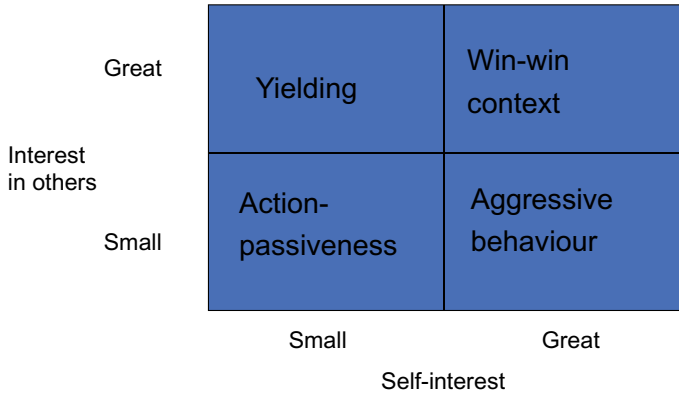 Great
Yielding
Win-win
context
Interest
in others
Small
Action-
passiveness
Aggressive
behaviour
Small
Great
Self-interest